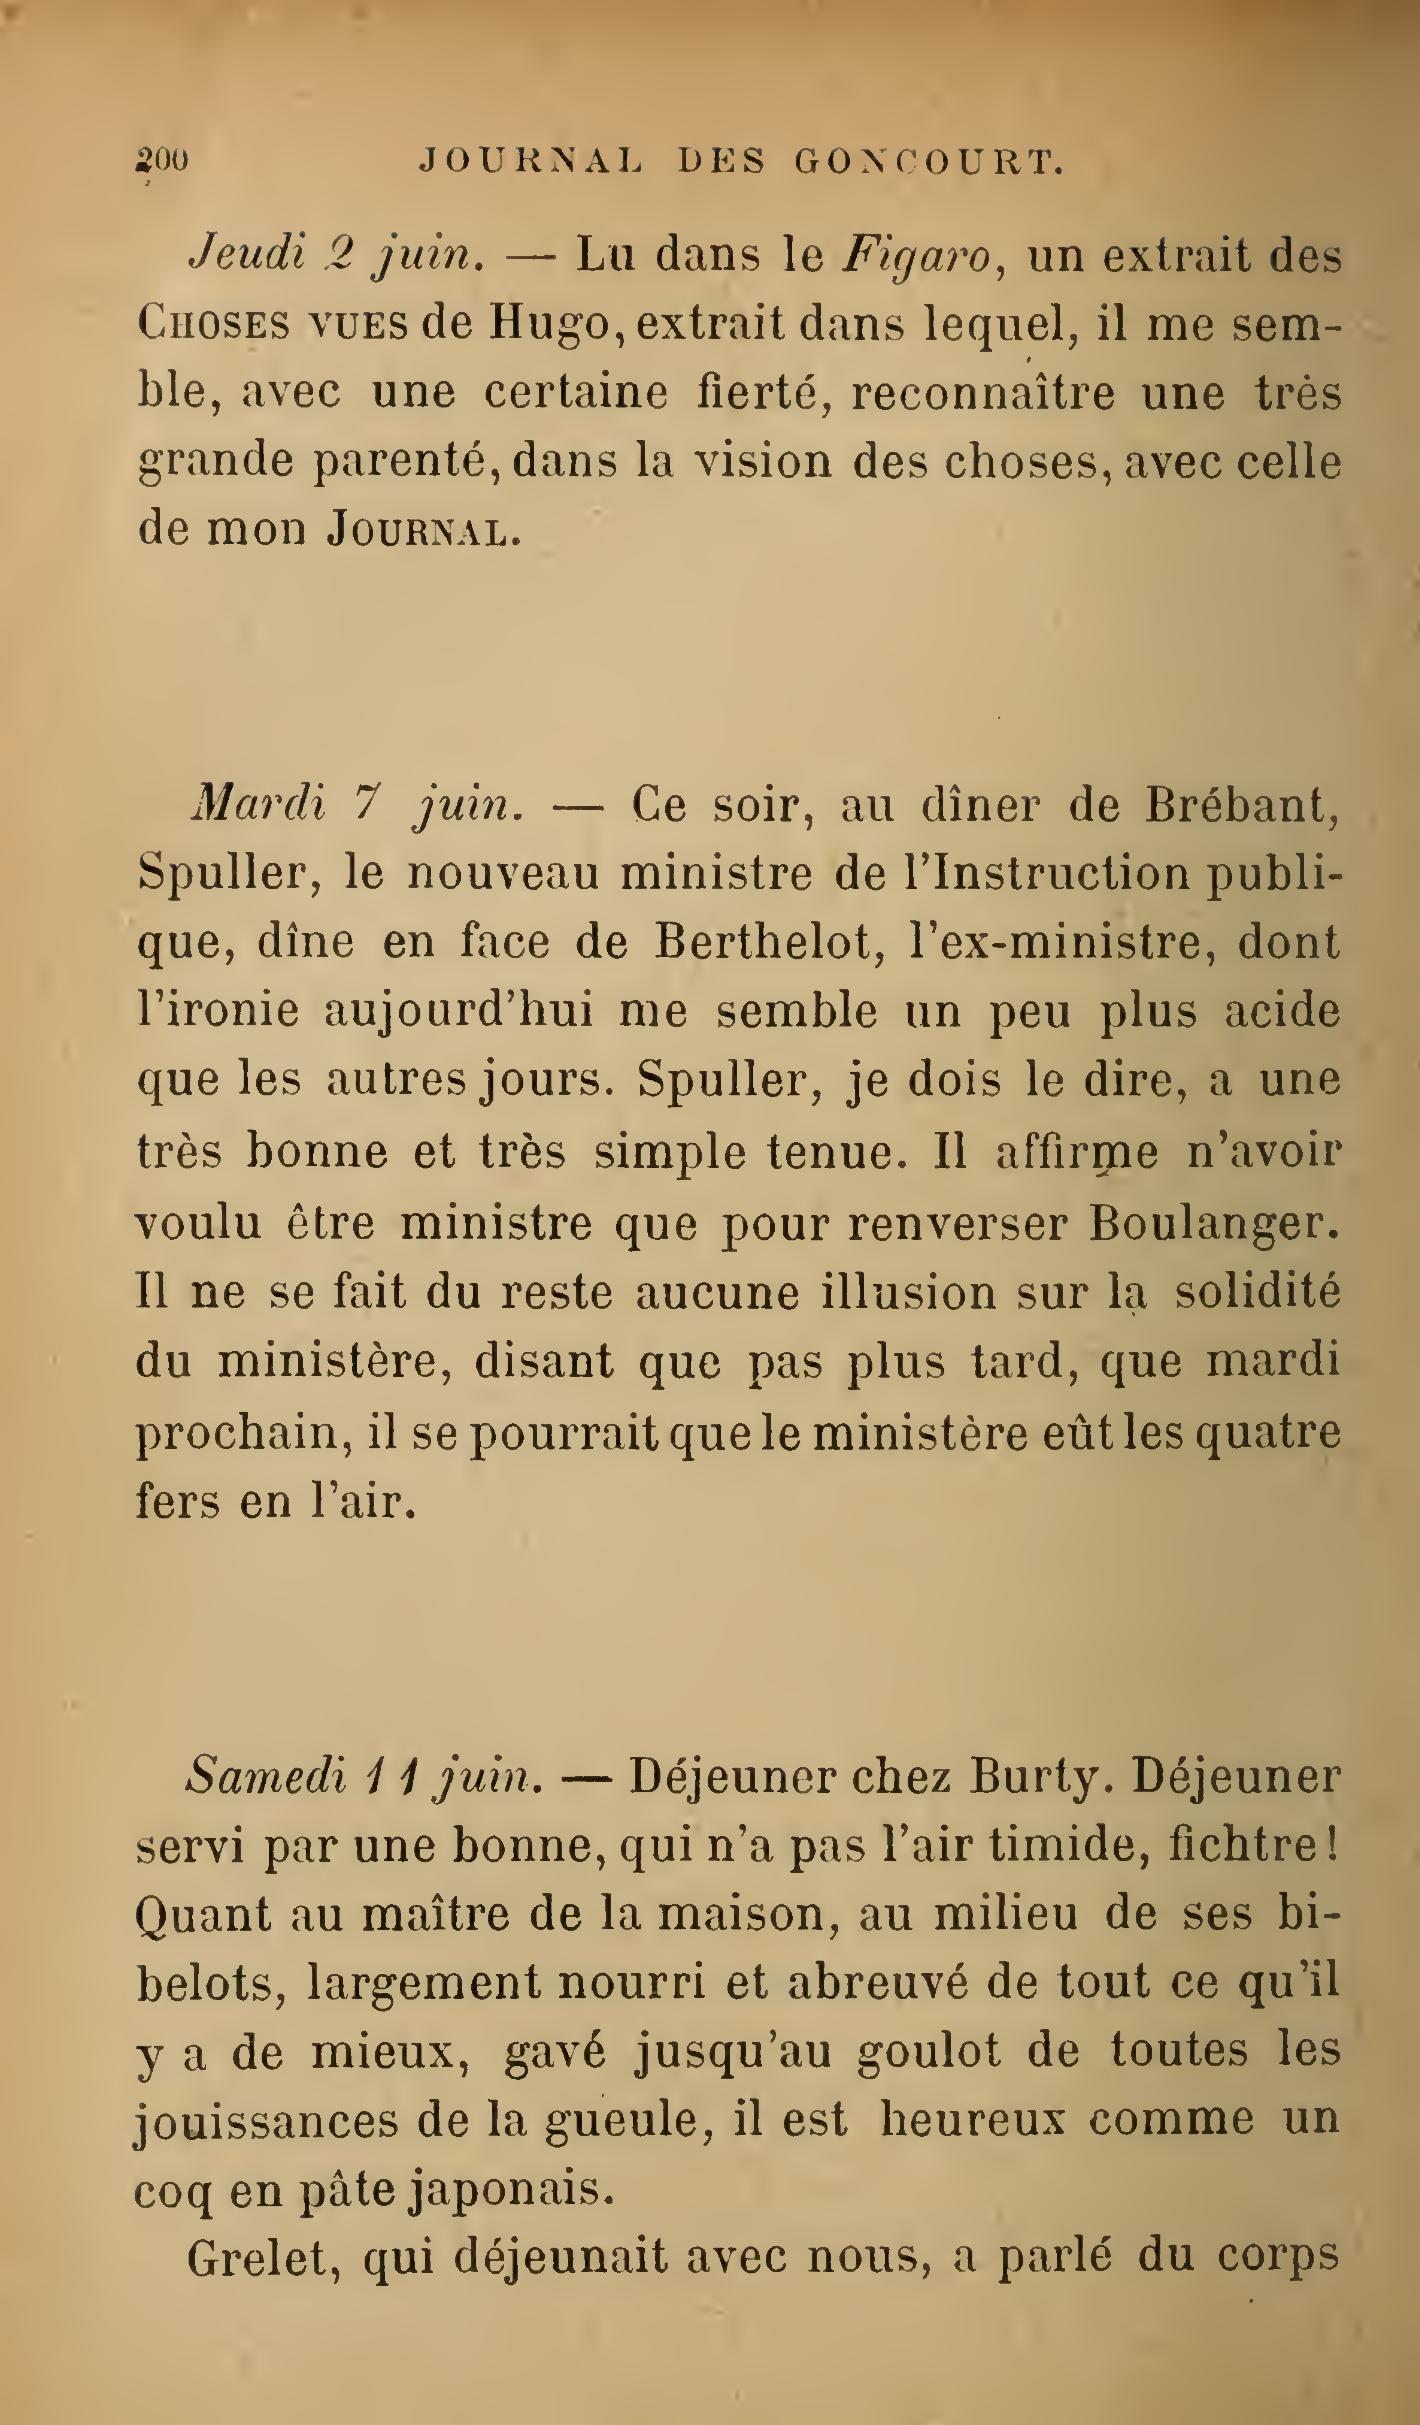 200 JOURNAL DES GONCOURT.
Jeudi 2 juin. — Lu dans le Figaro, un extrait des
CHOSES VUES de Hugo, extrait dans lequel, il me sem-
ble, avec une certaine fierté, reconnaître une très
grande parenté, dans la vision des choses, avec celle
de mon JOURNAL.
Mardi 7 juin. — Ce soir, au dîner de Brébant,
Spuller, le nouveau ministre de l'Instruction publi-
que, dîne en face de Berthelot, l'ex-ministre, dont
l'ironie aujourd'hui me semble un peu plus acide
que les autres jours. Spuller, je dois le dire, a une
très bonne et très simple tenue. Il affirme n'avoir
voulu être ministre que pour renverser Boulanger.
Il ne se fait du reste aucune illusion sur la solidité
du ministère, disant que pas plus tard, que mardi
prochain, il se pourrait que le ministère eût les quatre
fers en l'air.
Samedi 11 juin. — Déjeuner chez Burty. Déjeuner
servi par une bonne, qui n'a pas l'air timide, fichtre !
Quant au maître de la maison, au milieu de ses bi-
belots, largement nourri et abreuvé de tout ce qu'il
y a de mieux, gavé jusqu'au goulot de toutes les
jouissances de la gueule, il est heureux comme un
coq en pâte japonais.
Grelet, qui déjeunait avec nous, a parlé du corps